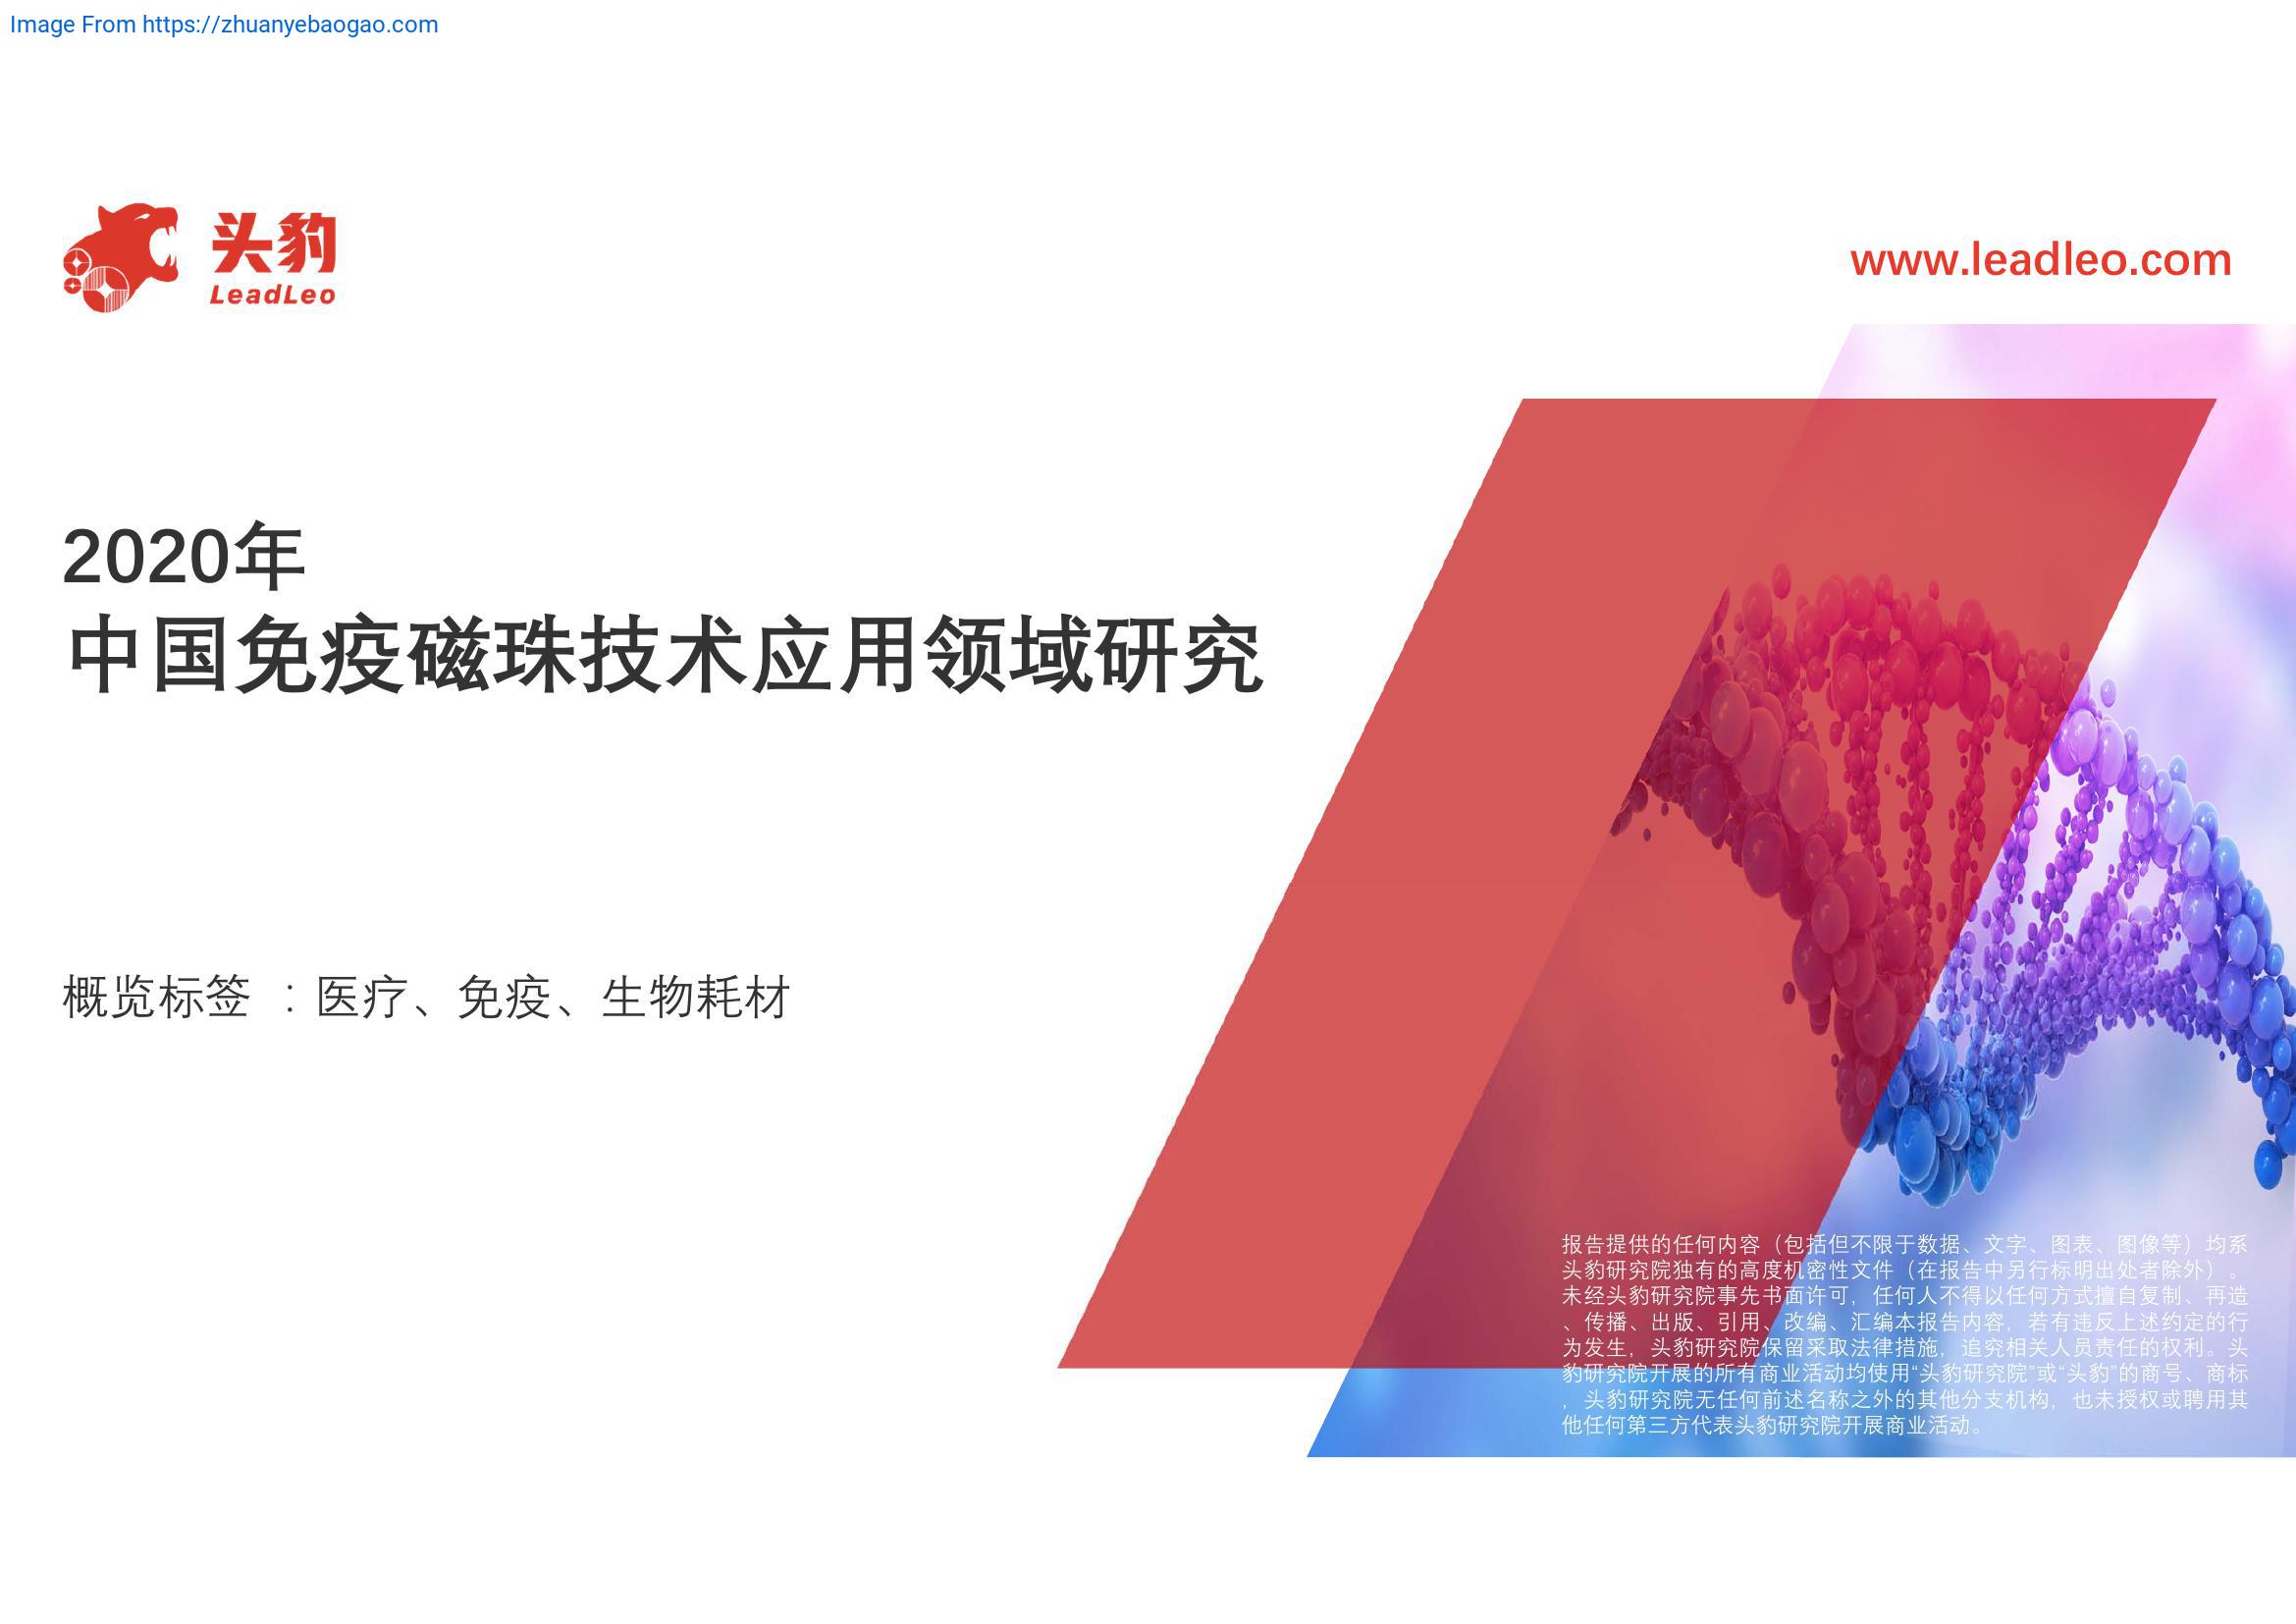 Image From https://zhuanyebaogao.com
头豹
LeadLeo
www.leadleo.com
2020年
中国免疫磁珠技术应用领域研究
概览标签 ：医疗、免疫、生物耗材
报告提供的任何内容（包括但不限于数据、文字、图表、图像等）均系
头豹研究院独有的高度机密性文件（在报告中另行标明出处者除外）。
未经头豹研究院事先书面许可，任何人不得以任何方式擅自复制、再造
、传播、出版、引用、改编、汇编本报告内容，若有违反上述约定的行
为发生，头豹研究院保留采取法律措施，追究相关人员责任的权利。头
豹研究院开展的所有商业活动均使用“头豹研究院”或“头豹”的商号、商标
，头豹研究院无任何前述名称之外的其他分支机构，也未授权或聘用其
他任何第三方代表头豹研究院开展商业活动。